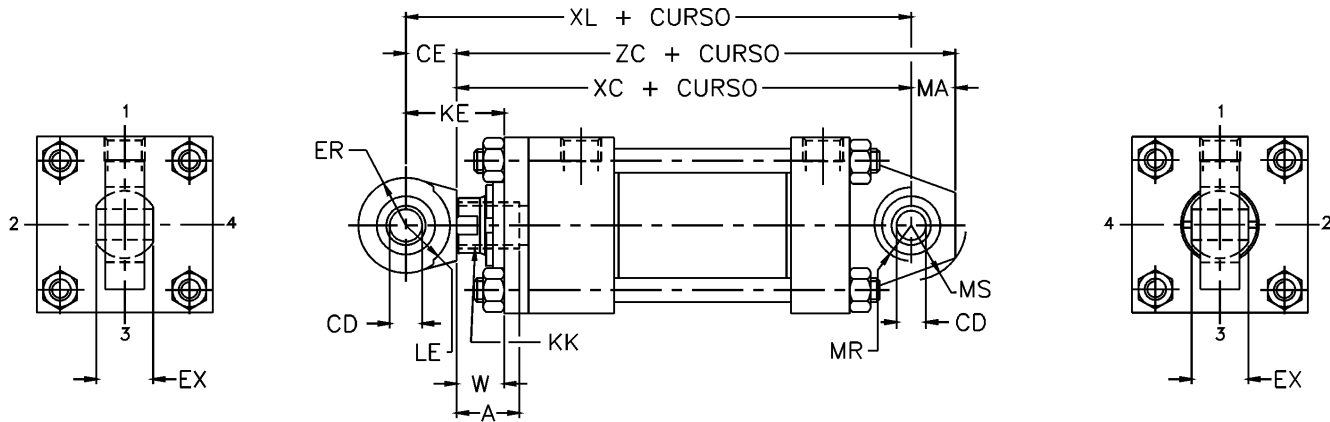 XL + CURSO
CE
ZC + CURSO
XC + CURSO
MA
KE
1
1
ER
2
4
4
2
MS
CD
CD
3
LE
KK
MR
3
EX
W
EX
A